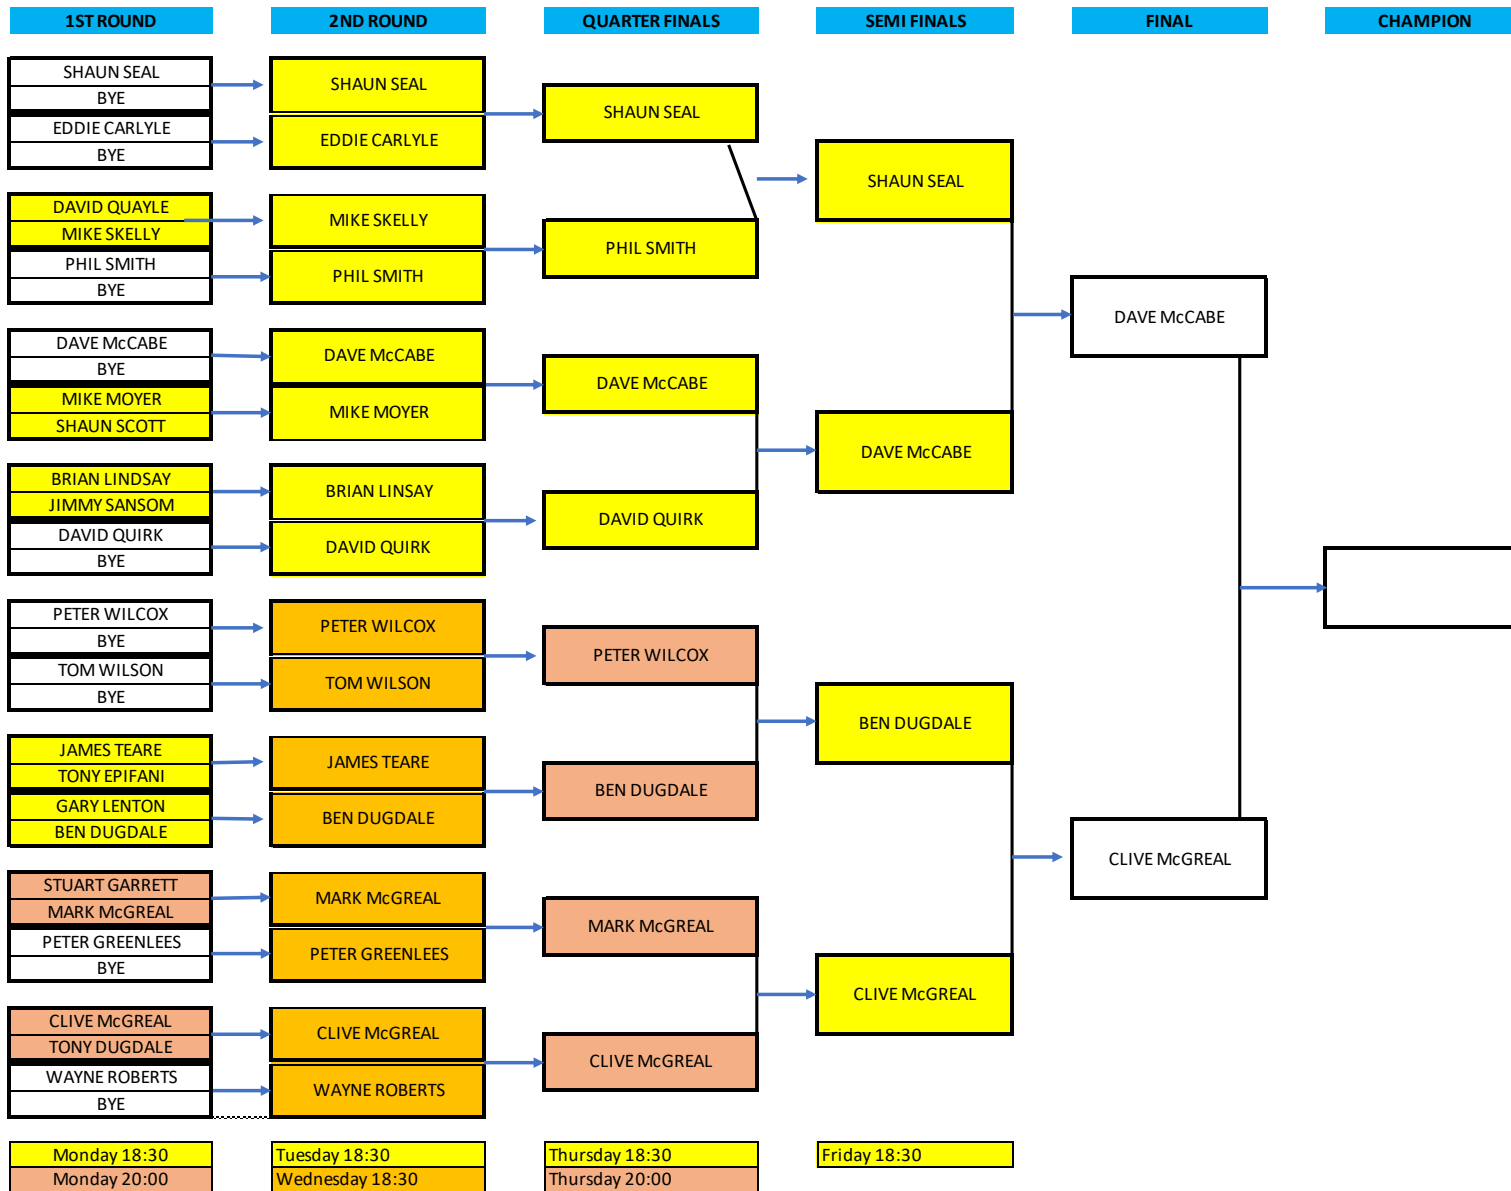 1ST ROUND
2ND ROUND
QUARTER FINALS
SEMI FINALS
FINAL
CHAMPION
SHAUN SEAL
BYE
EDDIE CARLYLE
BYE
DAVID QUAYLE
MIKE SKELLY
PHIL SMITH
BYE
DAVE McCABE
BYE
MIKE MOYER
SHAUN SCOTT
BRIAN LINDSAY
JIMMY SANSOM
DAVID QUIRK
BYE
PETER WILCOX
BYE
TOM WILSON
BYE
JAMES TEARE
TONY EPIFANI
GARY LENTON
BEN DUGDALE
STUART GARRETT
MARK McGREAL
PETER GREENLEES
BYE
CLIVE McGREAL
TONY DUGDALE
WAYNE ROBERTS
BYE
Monday 18:30
Monday 20:00
SHAUN SEAL
EDDIE CARLYLE
MIKE SKELLY
PHIL SMITH
DAVE McCABE
MIKE MOYER
BRIAN LINSAY
DAVID QUIRK
PETER WILCOX
TOM WILSON
JAMES TEARE
BEN DUGDALE
MARK McGREAL
PETER GREENLEES
CLIVE McGREAL
WAYNE ROBERTS
Tuesday 18:30
Wednesday 18:30
SHAUN SEAL
PHIL SMITH
DAVE McCABE
DAVID QUIRK
PETER WILCOX
BEN DUGDALE
MARK McGREAL
CLIVE McGREAL
Thursday 18:30
Thursday 20:00
SHAUN SEAL
DAVE McCABE
BEN DUGDALE
CLIVE McGREAL
Friday 18:30
DAVE McCABE
CLIVE McGREAL